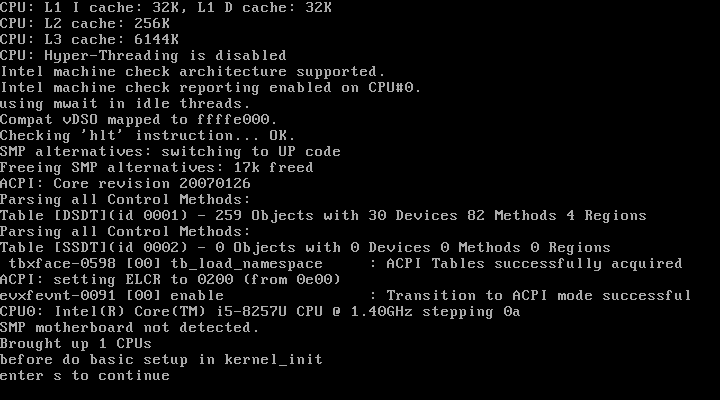 CPU: L1 I cache: 32K, L1 D cache: 32K
CPU: L2 cache: 256K
CPU: L3 cache: 6144K
CPU: Hyper-Threading is disabled
Intel machine check architecture supported.
Intel machine check reporting enabled on CPU#0.
using mwait in idle threads.
Compat vDSO mapped to ffffe000.
Checking 'hlt' instruction... OK.
SMP alternatives: switching to UP code
Freeing SMP alternatives: 17k freed
ACPI: Core revision 20070126
Parsing all Control Methods:
Table [DSDT](id 0001) - 259 Objects with 30 Devices 82 Methods 4 Regions
Parsing all Control Methods:
Table [SSDT](id 0002) - 0 Objects with 0 Devices 0 Methods 0 Regions
 tbxface-0598 [00] tb_load_namespace     : ACPI Tables successfully acquired
ACPI: setting ELCR to 0200 (from 0e00)
evxfevnt-0091 [00] enable                : Transition to ACPI mode successful
CPU0: Intel(R) Core(TM) i5-8257U CPU @ 1.40GHz stepping 0a
SMP motherboard not detected.
Brought up 1 CPUs
before do basic setup in kernel_init
enter s to continue